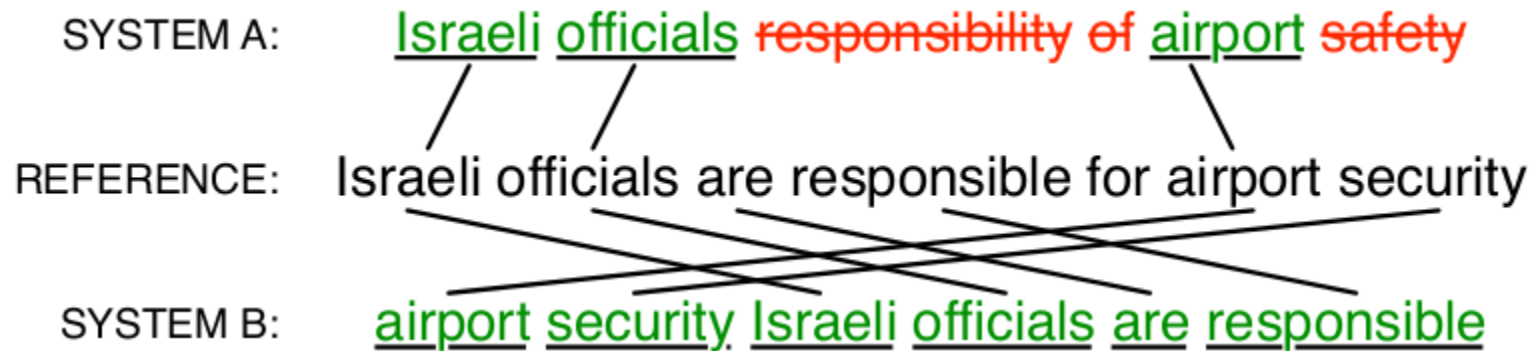 SYSTEM A: Israeli officials responsibility of airport safety
REFERENCE: Israeli officials are responsible for airport security
SYSTEM B: airport security Israeli officials are responsible